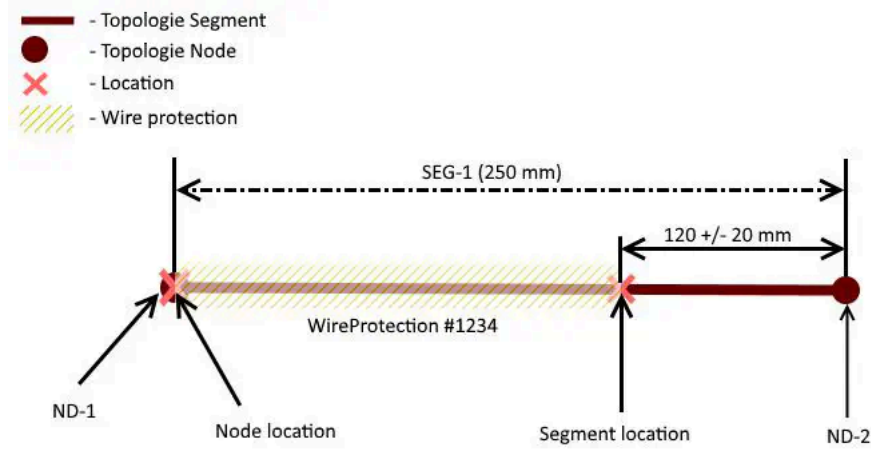 - Topologie Segment
- Topologie Node
- Location
- Wire protection
SEG-1 (250 mm)
120 +/- 20 mm
WireProtection #1234
ND-1
Node location
Segment location
ND-2